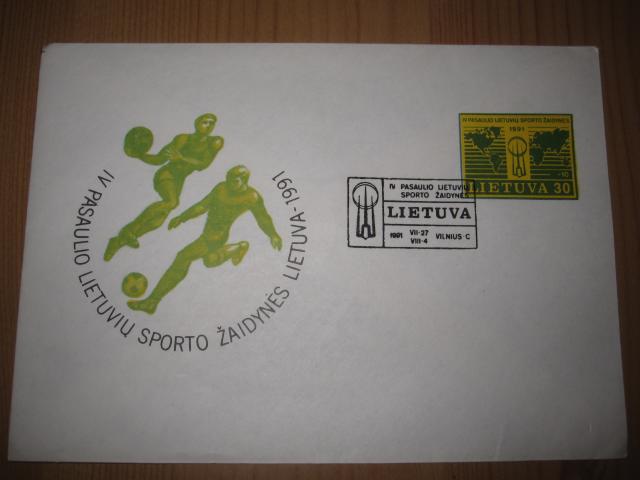 IV PASAULIO LIETUVIŲ SPORTO ŽAIDYNĖS LIETUVA-1991
IV PASAULIO LIETUVIŲ SPORTO ŽAIDYNĖS
1991
+10
LIETUVA 30
IV PASAULIO LIETUVIŲ
SPORTO ŽAIDYNĖS
LIETUVA
1991 VII-27
VIII-4 VILNIUS-C